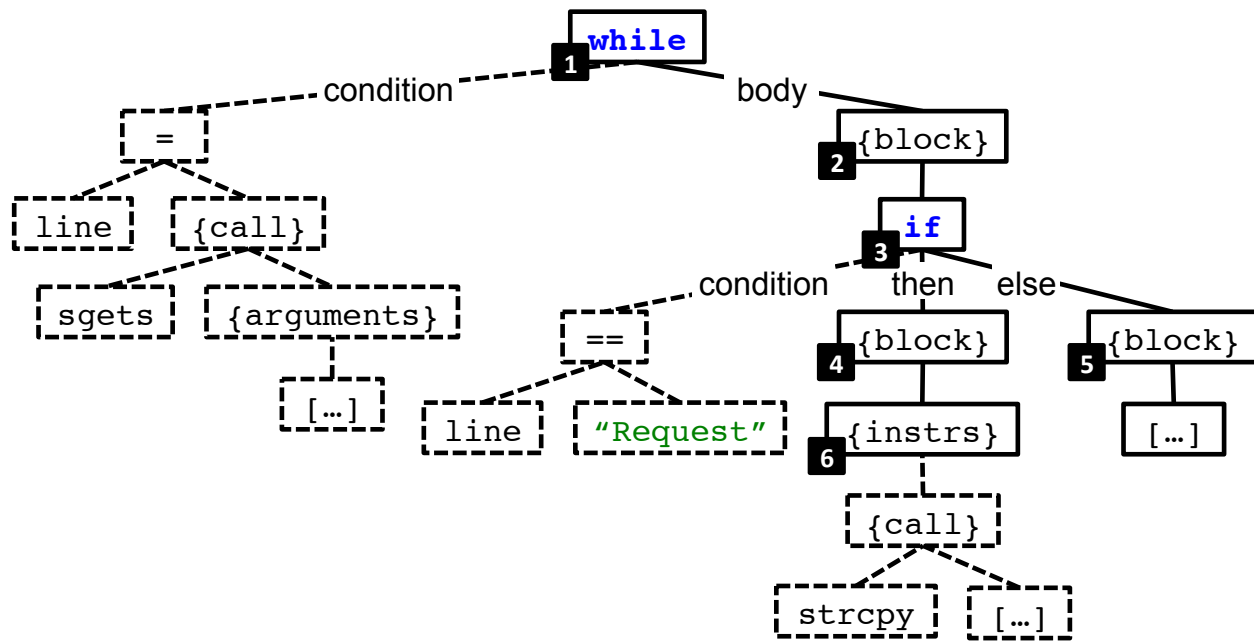 while
1
condition
body
=
{block}
2
line
{call}
if
3
sgets
{arguments}
condition
then
else
==
{block}
4
{block}
5
[…]
line
“Request”
{instrs}
6
[…]
{call}
strcpy
[…]